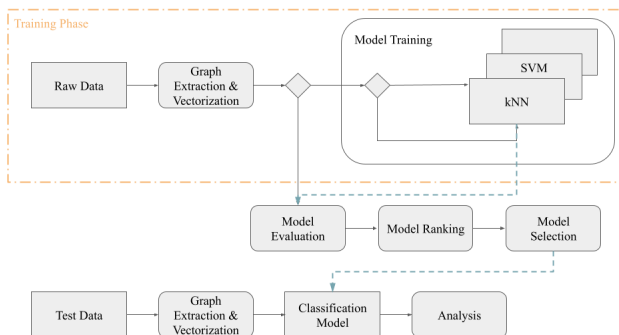 Training Phase
Model Training
SVM
kNN
Raw Data
Graph
Extraction &
Vectorization
Model
Evaluation
Model Ranking
Model
Selection
Test Data
Graph
Extraction &
Vectorization
Classification
Model
Analysis